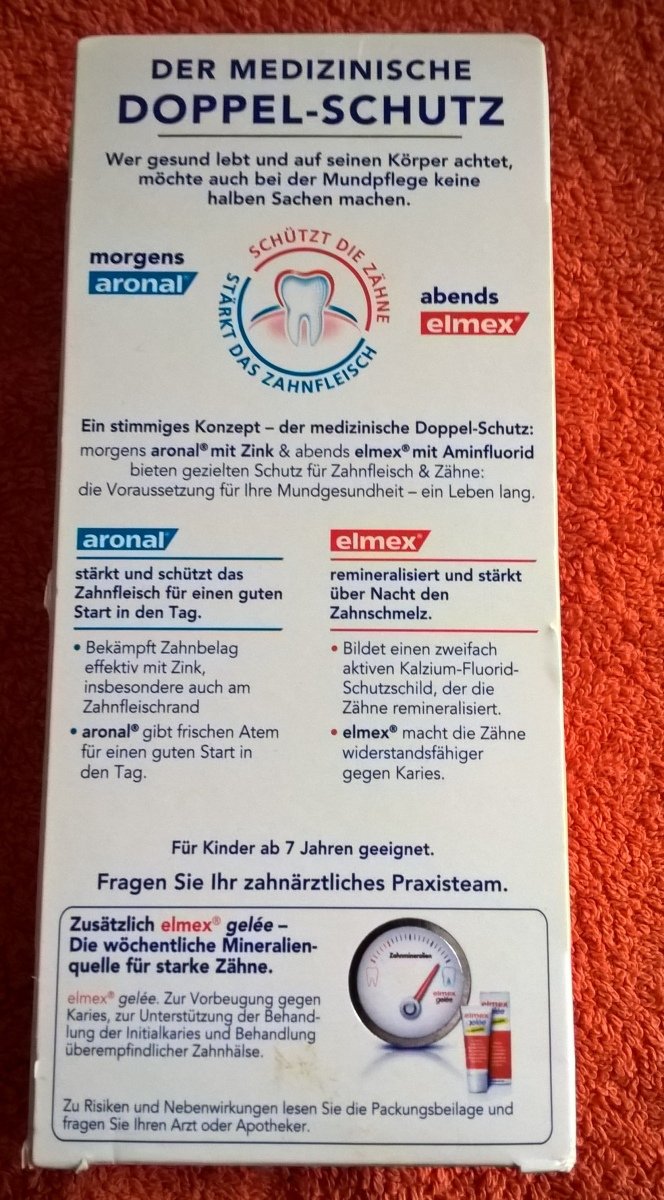 DER MEDIZINISCHE
DOPPEL-SCHUTZ
Wer gesund lebt und auf seinen Körper achtet,
möchte auch bei der Mundpflege keine
halben Sachen machen.
morgens
aronal®
SCHÜTZT DIE ZÄHNE
STÄRKT DAS ZAHNFLEISCH
abends
elmex®
Ein stimmiges Konzept – der medizinische Doppel-Schutz:
morgens aronal® mit Zink & abends elmex® mit Aminfluorid
bieten gezielten Schutz für Zahnfleisch & Zähne:
die Voraussetzung für Ihre Mundgesundheit – ein Leben lang.
aronal®
stärkt und schützt das
Zahnfleisch für einen guten
Start in den Tag.
• Bekämpft Zahnbelag
effektiv mit Zink,
insbesondere auch am
Zahnfleischrand
• aronal® gibt frischen Atem
für einen guten Start in
den Tag.
elmex®
remineralisiert und stärkt
über Nacht den
Zahnschmelz.
• Bildet einen zweifach
aktiven Kalzium-Fluorid-
Schutzschild, der die
Zähne remineralisiert.
• elmex® macht die Zähne
widerstandsfähiger
gegen Karies.
Für Kinder ab 7 Jahren geeignet.
Fragen Sie Ihr zahnärztliches Praxisteam.
Zusätzlich elmex® gelée –
Die wöchentliche Mineralien-
quelle für starke Zähne.
elmex® gelée. Zur Vorbeugung gegen
Karies, zur Unterstützung der Behand-
lung der Initialkaries und Behandlung
überempfindlicher Zahnhälse.
Zahnmineralien
elmex
gelée
elmex
gelée
elmex
Zu Risiken und Nebenwirkungen lesen Sie die Packungsbeilage und
fragen Sie Ihren Arzt oder Apotheker.